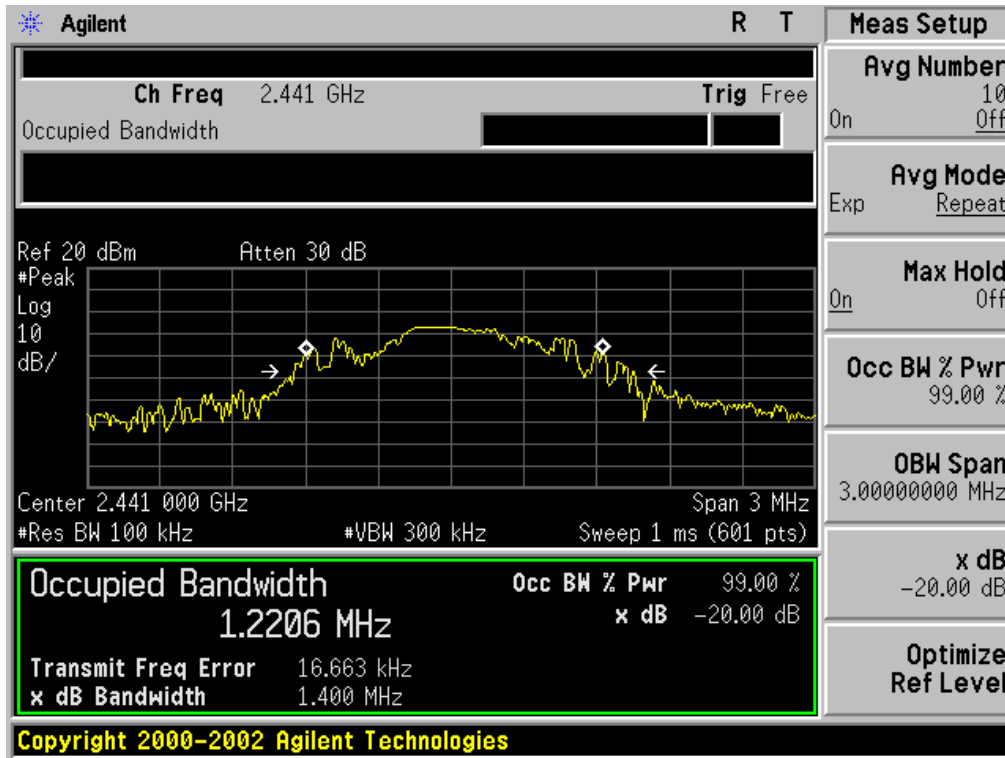 Agilent R T
Ch Freq 2.441 GHz Trig Free
Occupied Bandwidth
Ref 20 dBm Atten 30 dB
#Peak
Log
10
dB/
Center 2.441 000 GHz Span 3 MHz
#Res BW 100 kHz #VBW 300 kHz Sweep 1 ms (601 pts)
Occupied Bandwidth
1.2206 MHz
Occ BW % Pwr 99.00 %
x dB -20.00 dB
Transmit Freq Error 16.663 kHz
x dB Bandwidth 1.400 MHz
Copyright 2000-2002 Agilent Technologies
Meas Setup
Avg Number
10
On Off
Avg Mode
Exp Repeat
Max Hold
On Off
Occ BW % Pwr
99.00 %
OBW Span
3.00000000 MHz
x dB
-20.00 dB
Optimize
Ref Level